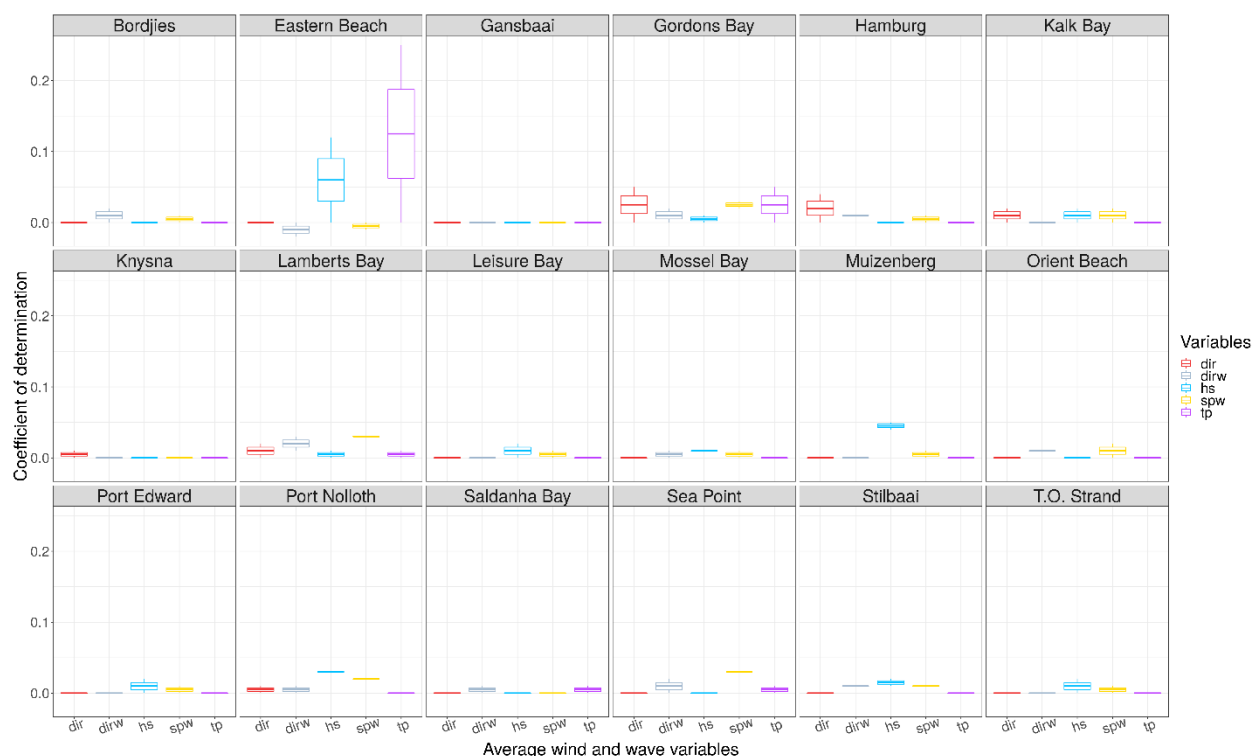 Bordjies Eastern Beach Gansbaai Gordons Bay Hamburg Kalk Bay
0.2
0.1
0.0
Knysna Lamberts Bay Leisure Bay Mossel Bay Muizenberg Orient Beach
0.2
0.1
0.0
Port Edward Port Nolloth Saldanha Bay Sea Point Stilbaai T.O. Strand
0.2
0.1
0.0
Coefficient of determination
dir dirw hs spw tp dir dirw hs spw tp dir dirw hs spw tp dir dirw hs spw tp dir dirw hs spw tp dir dirw hs spw tp
Average wind and wave variables
Variables
dir
dirw
hs
spw
tp